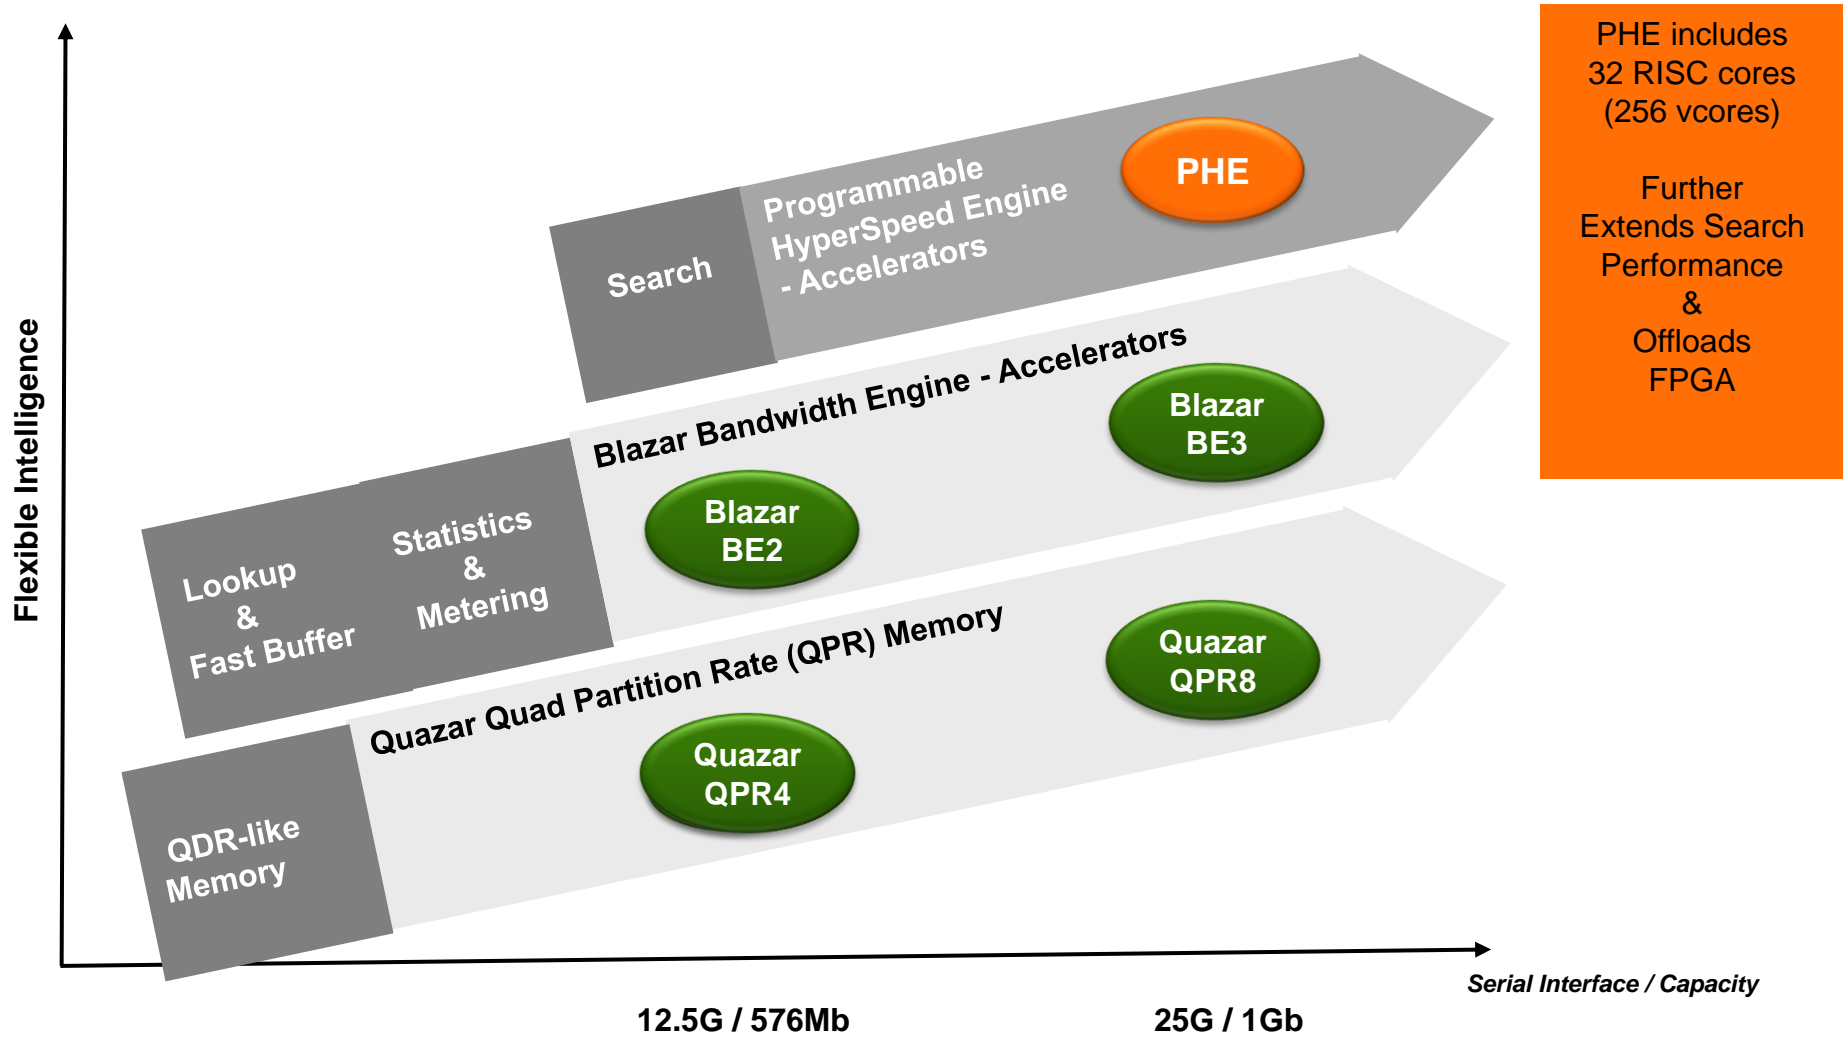 PHE includes
32 RISC cores
(256 vcores)
Further
Extends Search
Performance
&
Offloads
FPGA
Flexible Intelligence
Search
Programmable
HyperSpeed Engine
- Accelerators
PHE
Lookup
&
Fast Buffer
Statistics
&
Metering
Blazar Bandwidth Engine - Accelerators
Blazar
BE2
Blazar
BE3
QDR-like
Memory
Quazar Quad Partition Rate (QPR) Memory
Quazar
QPR4
Quazar
QPR8
Serial Interface / Capacity
12.5G / 576Mb
25G / 1Gb